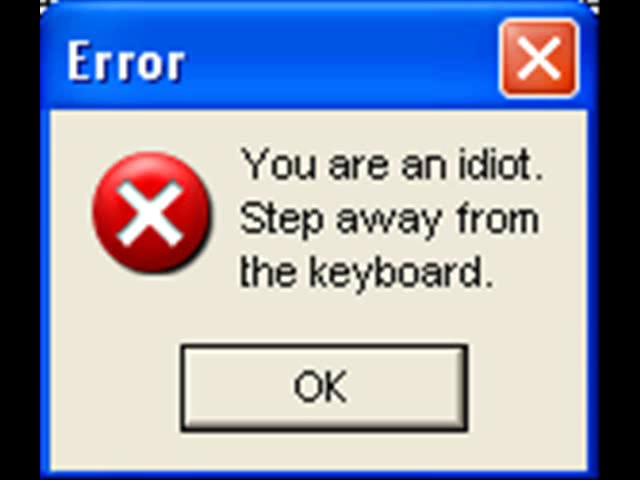 Error
You are an idiot.
Step away from
the keyboard.
OK